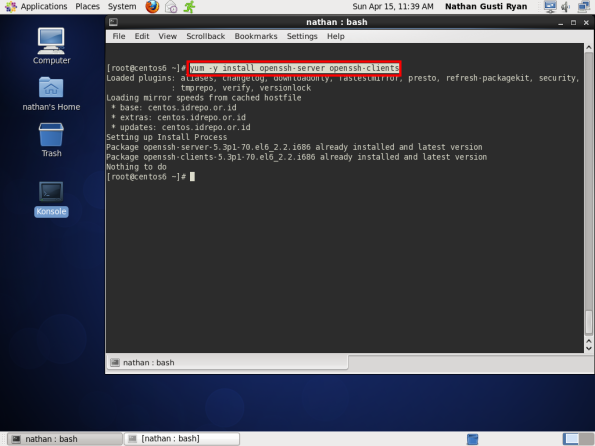 Applications Places System Sun Apr 15, 11:39 AM Nathan Gusti Ryan
nathan : bash
File Edit View Scrollback Bookmarks Settings Help
Computer
nathan's Home
Trash
Konsole
[root@centos6 ~]# yum -y install openssh-server openssh-clients
Loaded plugins: aliases, changelog, downloadonly, fastestmirror, presto, refresh-packagekit, security,
: tmprepo, verify, versionlock
Loading mirror speeds from cached hostfile
* base: centos.idrepo.or.id
* extras: centos.idrepo.or.id
* updates: centos.idrepo.or.id
Setting up Install Process
Package openssh-server-5.3p1-70.el6_2.2.i686 already installed and latest version
Package openssh-clients-5.3p1-70.el6_2.2.i686 already installed and latest version
Nothing to do
[root@centos6 ~]#
nathan : bash
nathan : bash
[nathan : bash]